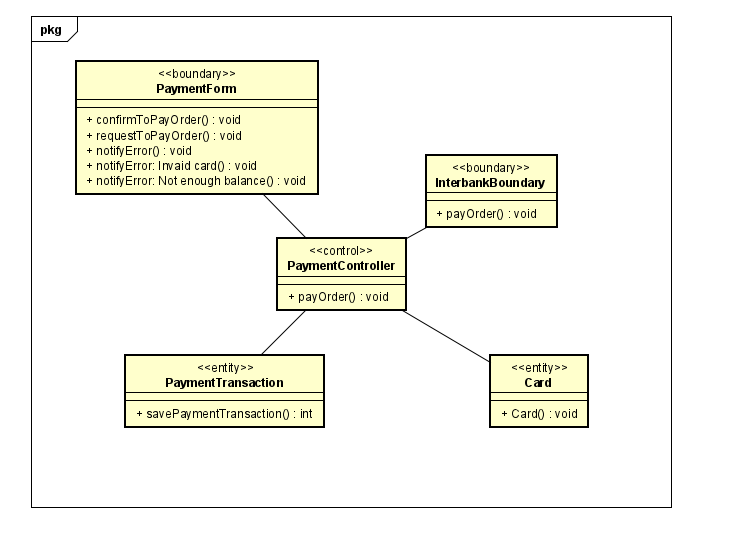 pkg
<<boundary>>
PaymentForm
+ confirmToPayOrder() : void
+ requestToPayOrder() : void
+ notifyError() : void
+ notifyError: Invaid card() : void
+ notifyError: Not enough balance() : void
<<boundary>>
InterbankBoundary
+ payOrder() : void
<<control>>
PaymentController
+ payOrder() : void
<<entity>>
PaymentTransaction
+ savePaymentTransaction() : int
<<entity>>
Card
+ Card() : void